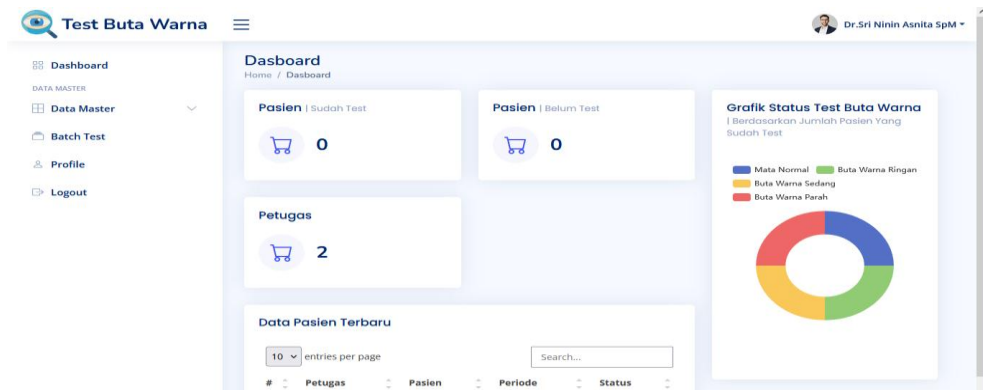 Test Buta Warna
Dr.Sri Ninin Asnita SpM
Dashboard
DATA MASTER
Data Master
Batch Test
Profile
Logout
Dasboard
Home / Dasboard
Pasien | Sudah Test
0
Pasien | Belum Test
0
Petugas
2
Grafik Status Test Buta Warna
| Berdasarkan Jumlah Pasien Yang
Sudah Test
Mata Normal Buta Warna Ringan
Buta Warna Sedang
Buta Warna Parah
Data Pasien Terbaru
10 entries per page
Search...
# Petugas Pasien Periode Status